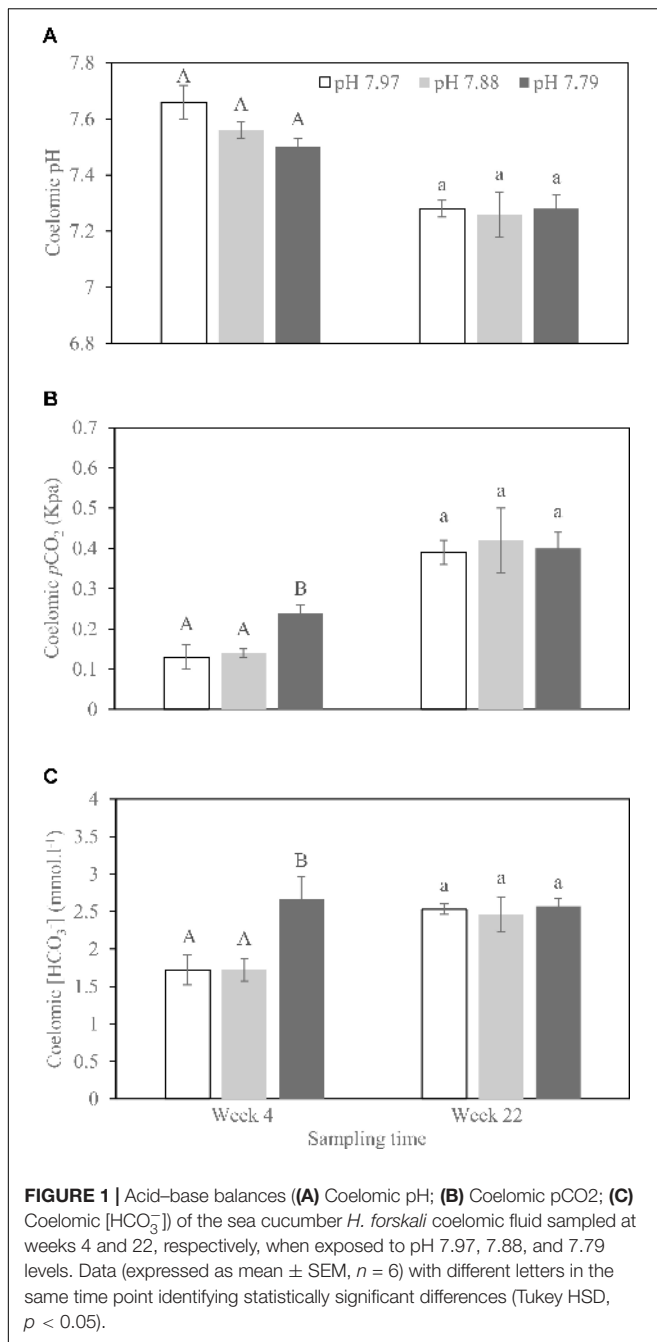 A
7.8
7.6
7.4
7.2
7
6.8
Coelomic pH
pH 7.97 pH 7.88 pH 7.79
A A A
a a a
B
0.7
0.6
0.5
0.4
0.3
0.2
0.1
0
Coelomic pCO₂ (Kpa)
A A B
a a a
C
4
3.5
3
2.5
2
1.5
1
0.5
0
Coelomic [HCO₃⁻] (mmol.l⁻¹)
A A B
a a a
Week 4 Week 22
Sampling time
FIGURE 1 | Acid–base balances ((A) Coelomic pH; (B) Coelomic pCO2; (C)
Coelomic [HCO₃⁻]) of the sea cucumber H. forskali coelomic fluid sampled at
weeks 4 and 22, respectively, when exposed to pH 7.97, 7.88, and 7.79
levels. Data (expressed as mean ± SEM, n = 6) with different letters in the
same time point identifying statistically significant differences (Tukey HSD,
p < 0.05).